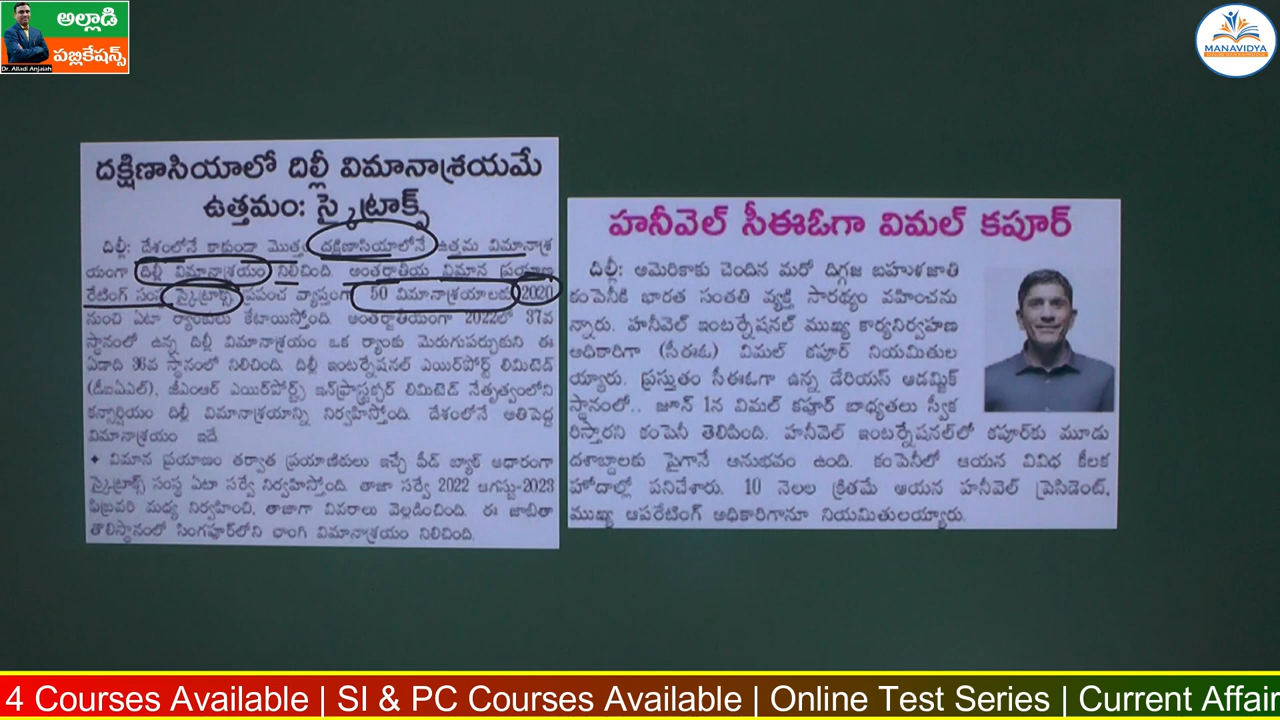 అల్లాడి
పబ్లికేషన్స్
Dr. Alladi Anjaiah
MANAVIDYA
దక్షిణాసియాలో దిల్లీ విమానాశ్రయమే
ఉత్తమం: స్కైట్రాక్స్
దిల్లీ: దేశంలోనే కాకుండా మొత్తం దక్షిణాసియాలోనే ఉత్తమ విమానాశ్ర
యంగా దిల్లీ విమానాశ్రయం నిలిచింది. అంతర్జాతీయ విమాన ప్రయాణ
రేటింగ్ సంస్థ స్కైట్రాక్స్ ప్రపంచ వ్యాప్తంగా 50 విమానాశ్రయాలకు 2020
నుంచి ఏటా ర్యాంకులు కేటాయిస్తోంది. అంతర్జాతీయంగా 2022లో 37వ
స్థానంలో ఉన్న దిల్లీ విమానాశ్రయం ఒక ర్యాంకు మెరుగుపర్చుకుని ఈ
ఏడాది 36వ స్థానంలో నిలిచింది. దిల్లీ ఇంటర్నేషనల్ ఎయిర్‌పోర్ట్ లిమిటెడ్
(డీఐఏఎల్), జీఎంఆర్ ఎయిర్‌పోర్ట్స్ ఇన్‌ఫ్రాస్ట్రక్చర్ లిమిటెడ్ నేతృత్వంలోని
కన్సార్షియం దిల్లీ విమానాశ్రయాన్ని నిర్వహిస్తోంది. దేశంలోనే అతిపెద్ద
విమానాశ్రయం ఇదే.
✦ విమాన ప్రయాణం తర్వాత ప్రయాణికులు ఇచ్చే ఫీడ్ బ్యాక్ ఆధారంగా
స్కైట్రాక్స్ సంస్థ ఏటా సర్వే నిర్వహిస్తోంది. తాజా సర్వే 2022 ఆగస్టు-2023
ఫిబ్రవరి మధ్య నిర్వహించి, తాజాగా వివరాలు వెల్లడించింది. ఈ జాబితా
తొలిస్థానంలో సింగపూర్‌లోని ఛాంగి విమానాశ్రయం నిలిచింది.
హనీవెల్ సీఈఓగా విమల్ కపూర్
దిల్లీ: అమెరికాకు చెందిన మరో దిగ్గజ బహుళజాతి
కంపెనీకి భారత సంతతి వ్యక్తి సారథ్యం వహించను
న్నారు. హనీవెల్ ఇంటర్నేషనల్ ముఖ్య కార్యనిర్వహణ
అధికారిగా (సీఈఓ) విమల్ కపూర్ నియమితుల
య్యారు. ప్రస్తుతం సీఈఓగా ఉన్న డేరియస్ ఆడమ్జిక్
స్థానంలో.. జూన్ 1న విమల్ కపూర్ బాధ్యతలు స్వీక
రిస్తారని కంపెనీ తెలిపింది. హనీవెల్ ఇంటర్నేషనల్‌లో కపూర్‌కు మూడు
దశాబ్దాలకు పైగానే అనుభవం ఉంది. కంపెనీలో ఆయన వివిధ కీలక
హోదాల్లో పనిచేశారు. 10 నెలల క్రితమే ఆయన హనీవెల్ ప్రెసిడెంట్,
ముఖ్య ఆపరేటింగ్ అధికారిగానూ నియమితులయ్యారు.
4 Courses Available | SI & PC Courses Available | Online Test Series | Current Affair